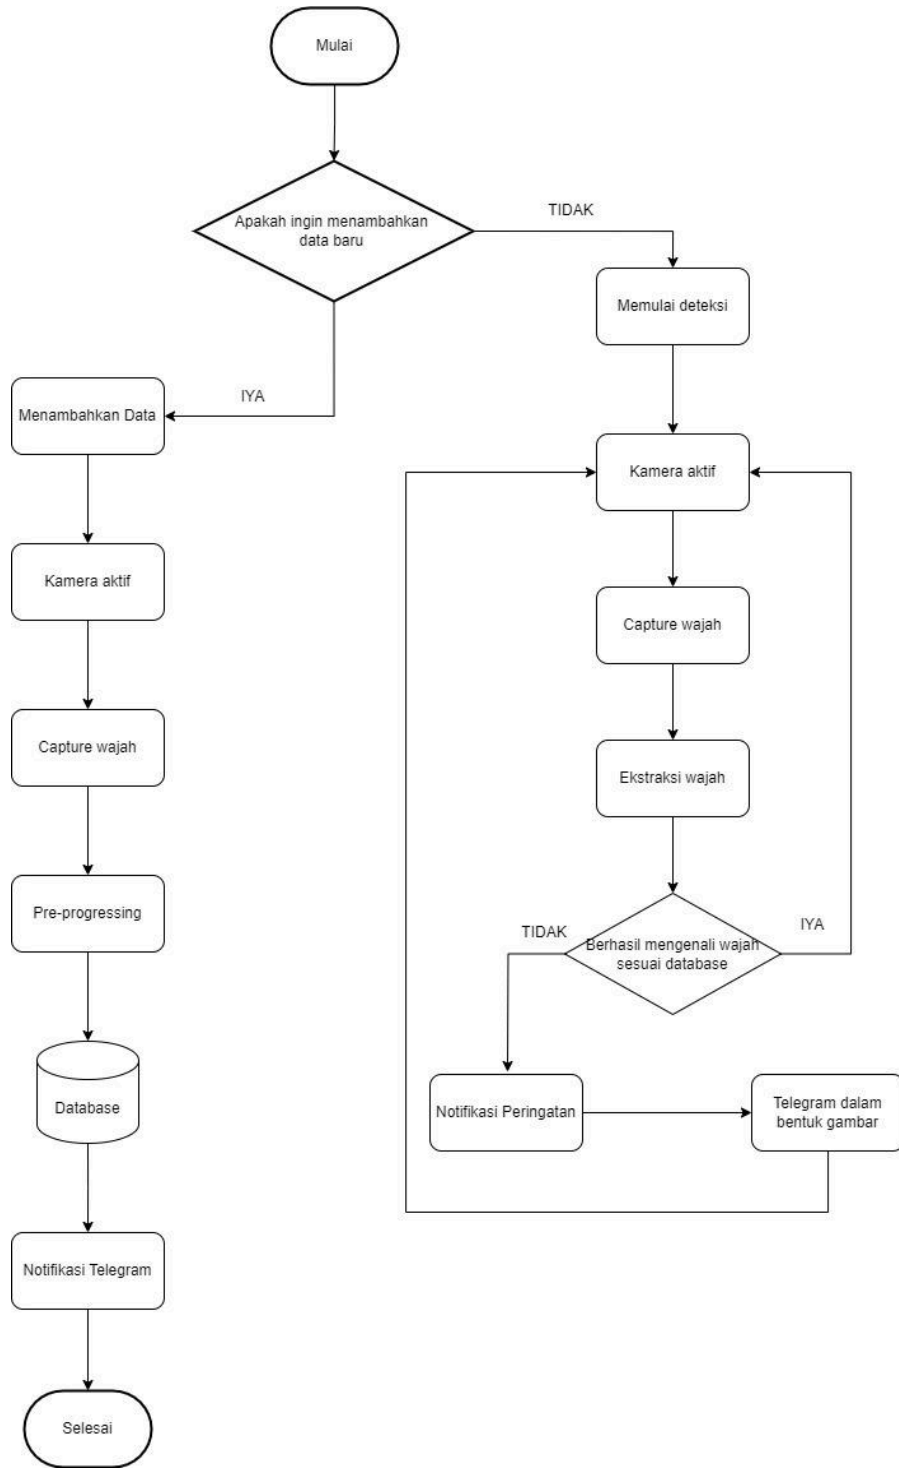 Mulai
Apakah ingin menambahkan
data baru
TIDAK
Memulai deteksi
IYA
Menambahkan Data
Kamera aktif
Kamera aktif
Capture wajah
Capture wajah
Ekstraksi wajah
Pre-progressing
TIDAK
IYA
Berhasil mengenali wajah
sesuai database
Database
Notifikasi Peringatan
Telegram dalam
bentuk gambar
Notifikasi Telegram
Selesai